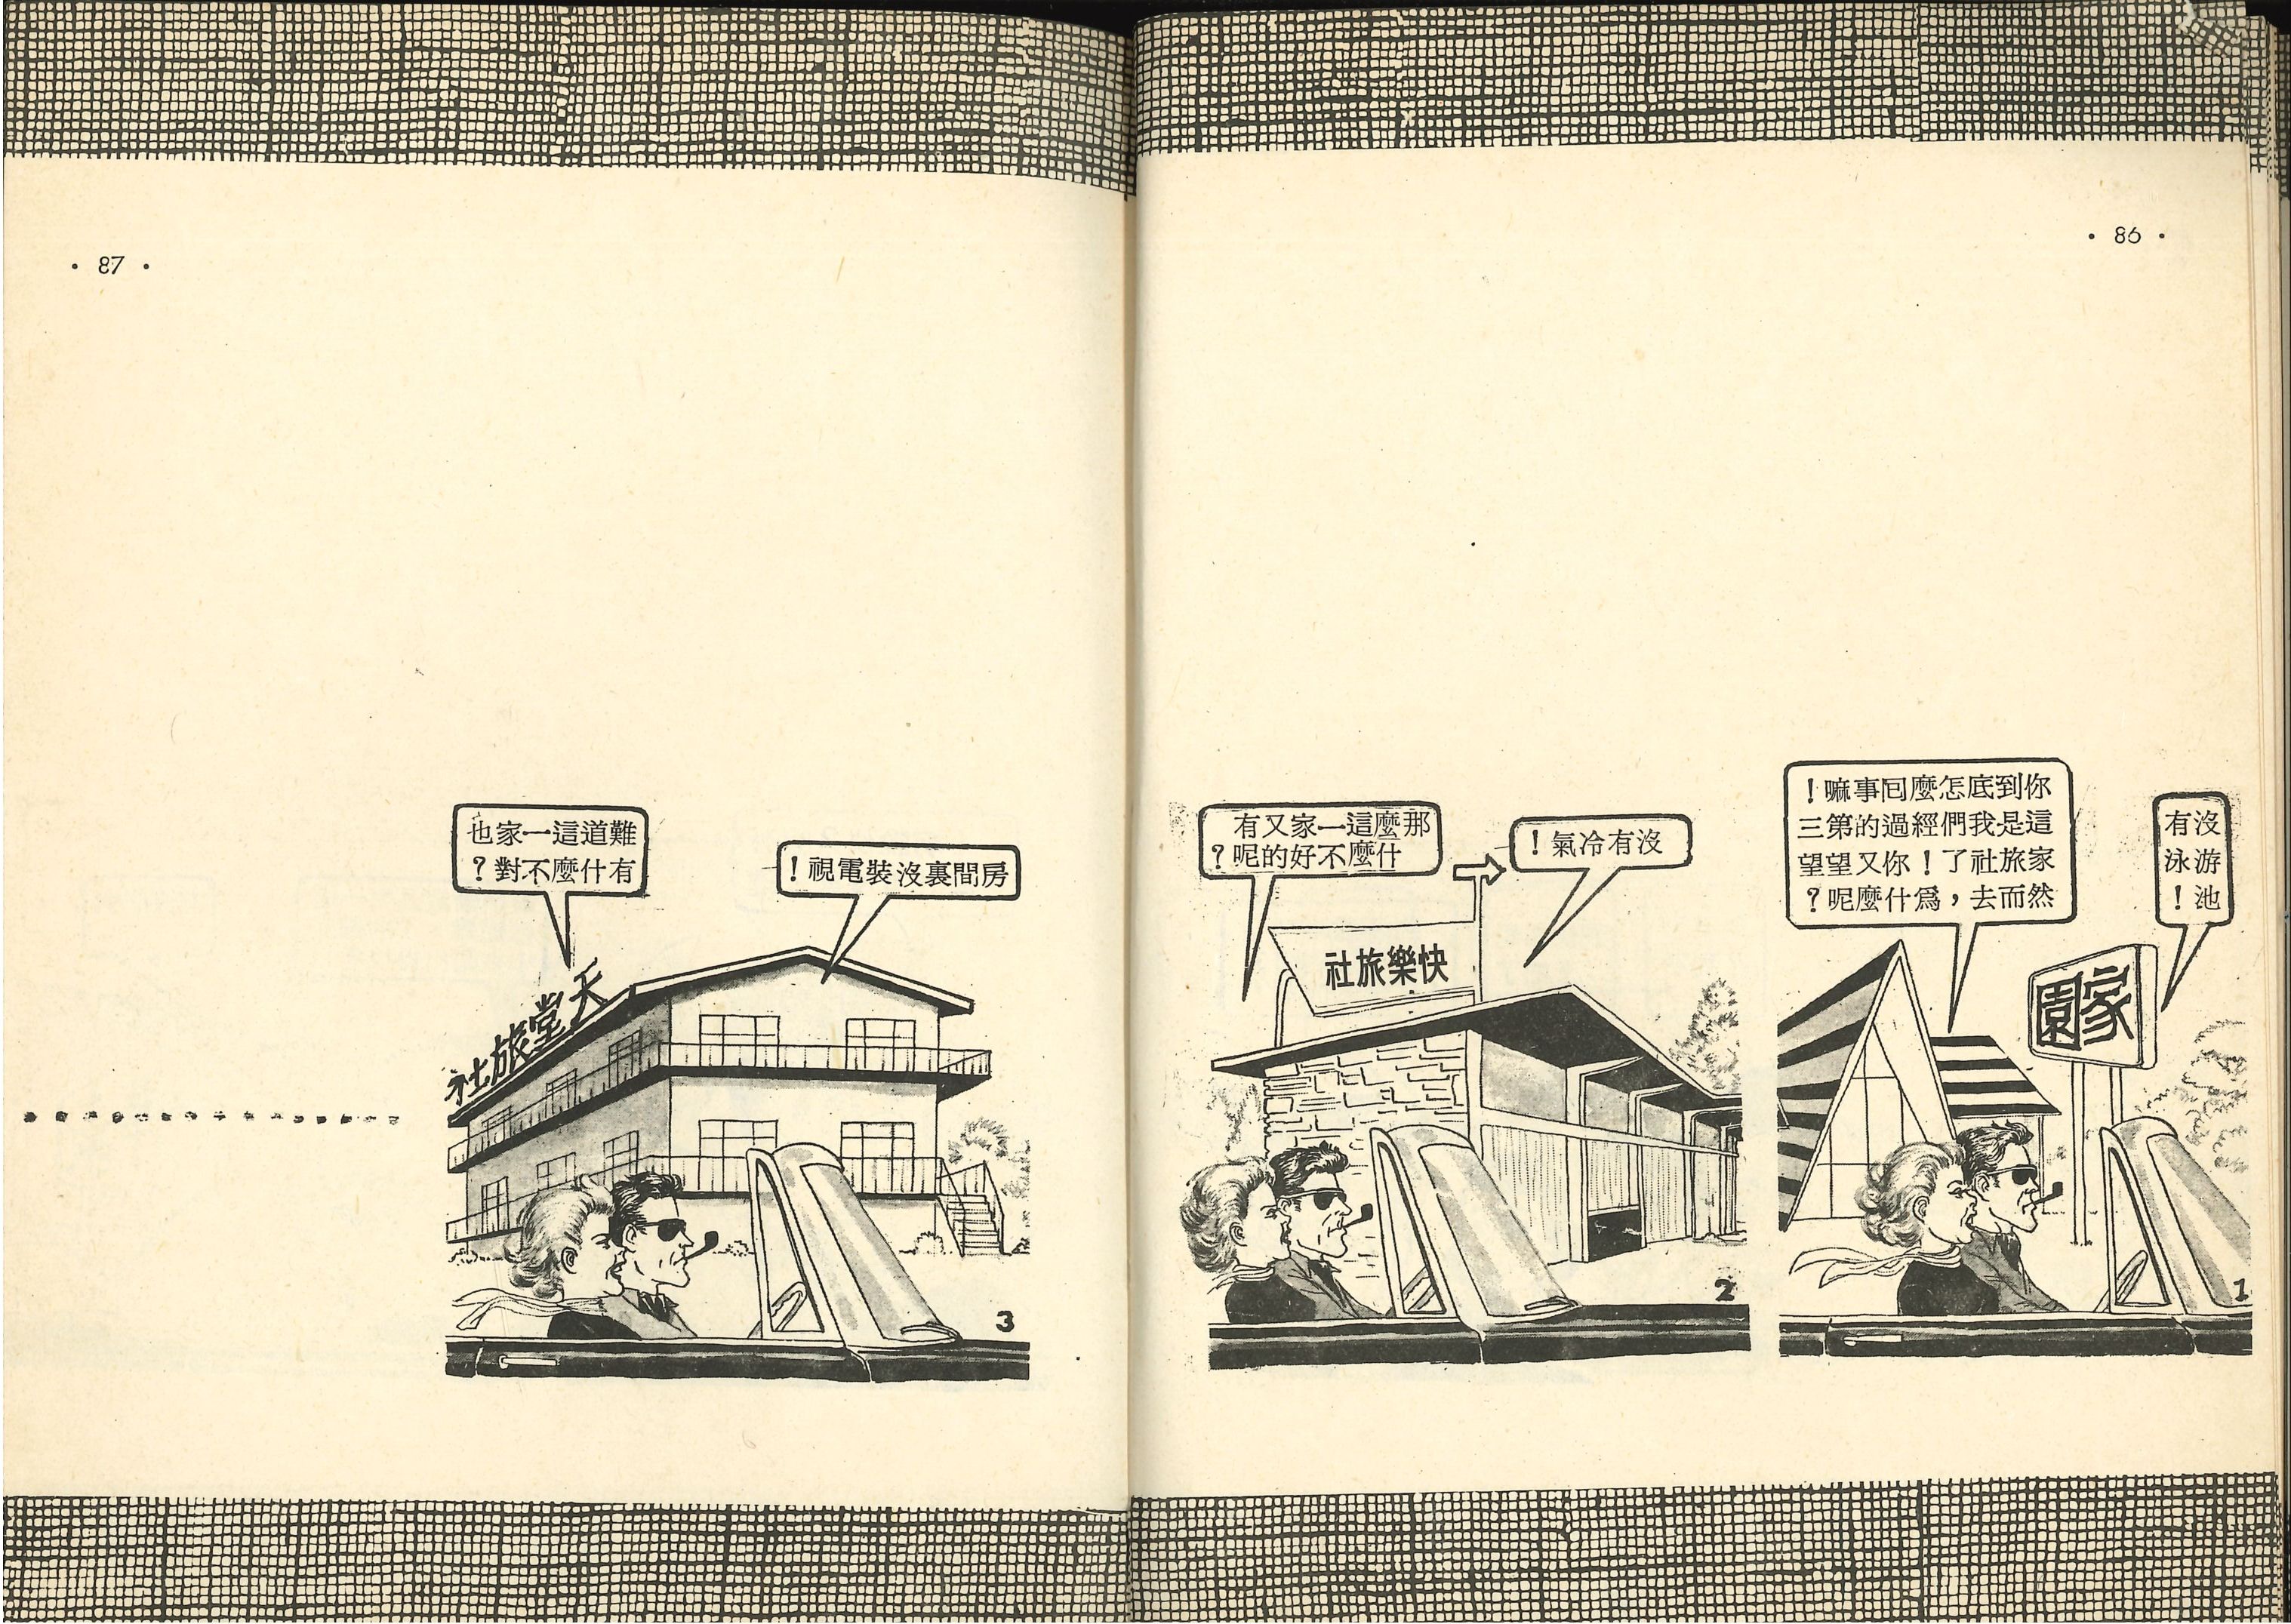 · 86 ·
沒有
游泳
池！
你到底怎麼囘事嘛！
這是我們經過的第三
家旅社了！你又望望
然而去，爲什麼呢？
家園
1
沒有冷氣！
那麼這一家又有
什麼不好的呢？
快樂旅社
2
· 87 ·
房間裏沒裝電視！
難道這一家也
有什麼不對？
天堂旅社
3